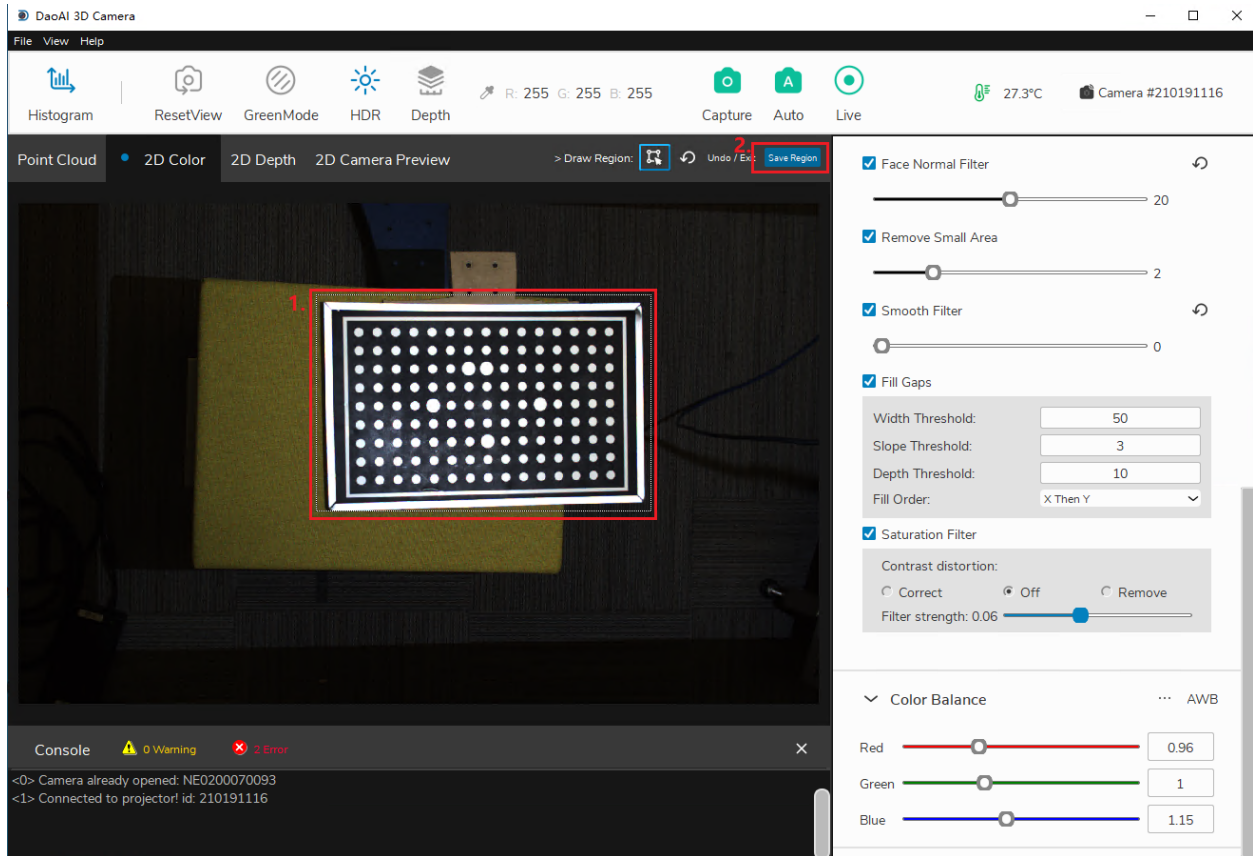 DaoAI 3D Camera
File View Help
Histogram
ResetView
GreenMode
HDR
Depth
R: 255 G: 255 B: 255
Capture
Auto
Live
27.3°C
Camera #210191116
Point Cloud
2D Color
2D Depth
2D Camera Preview
> Draw Region:
Undo / Exi
2.
Save Region
1.
Face Normal Filter
20
Remove Small Area
2
Smooth Filter
0
Fill Gaps
Width Threshold: 50
Slope Threshold: 3
Depth Threshold: 10
Fill Order: X Then Y
Saturation Filter
Contrast distortion:
Correct Off Remove
Filter strength: 0.06
Color Balance ... AWB
Red 0.96
Green 1
Blue 1.15
Console 0 Warning 2 Error
<0> Camera already opened: NE0200070093
<1> Connected to projector! id: 210191116